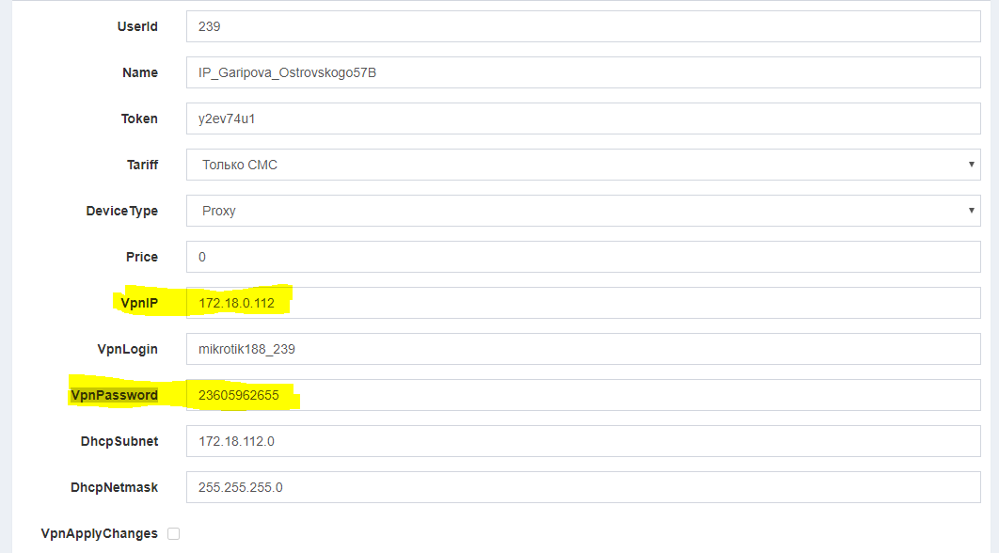 UserId 239
Name IP_Garipova_Ostrovskogo57B
Token y2ev74u1
Tariff Только СМС
DeviceType Proxy
Price 0
VpnIP 172.18.0.112
VpnLogin mikrotik188_239
VpnPassword 23605962655
DhcpSubnet 172.18.112.0
DhcpNetmask 255.255.255.0
VpnApplyChanges